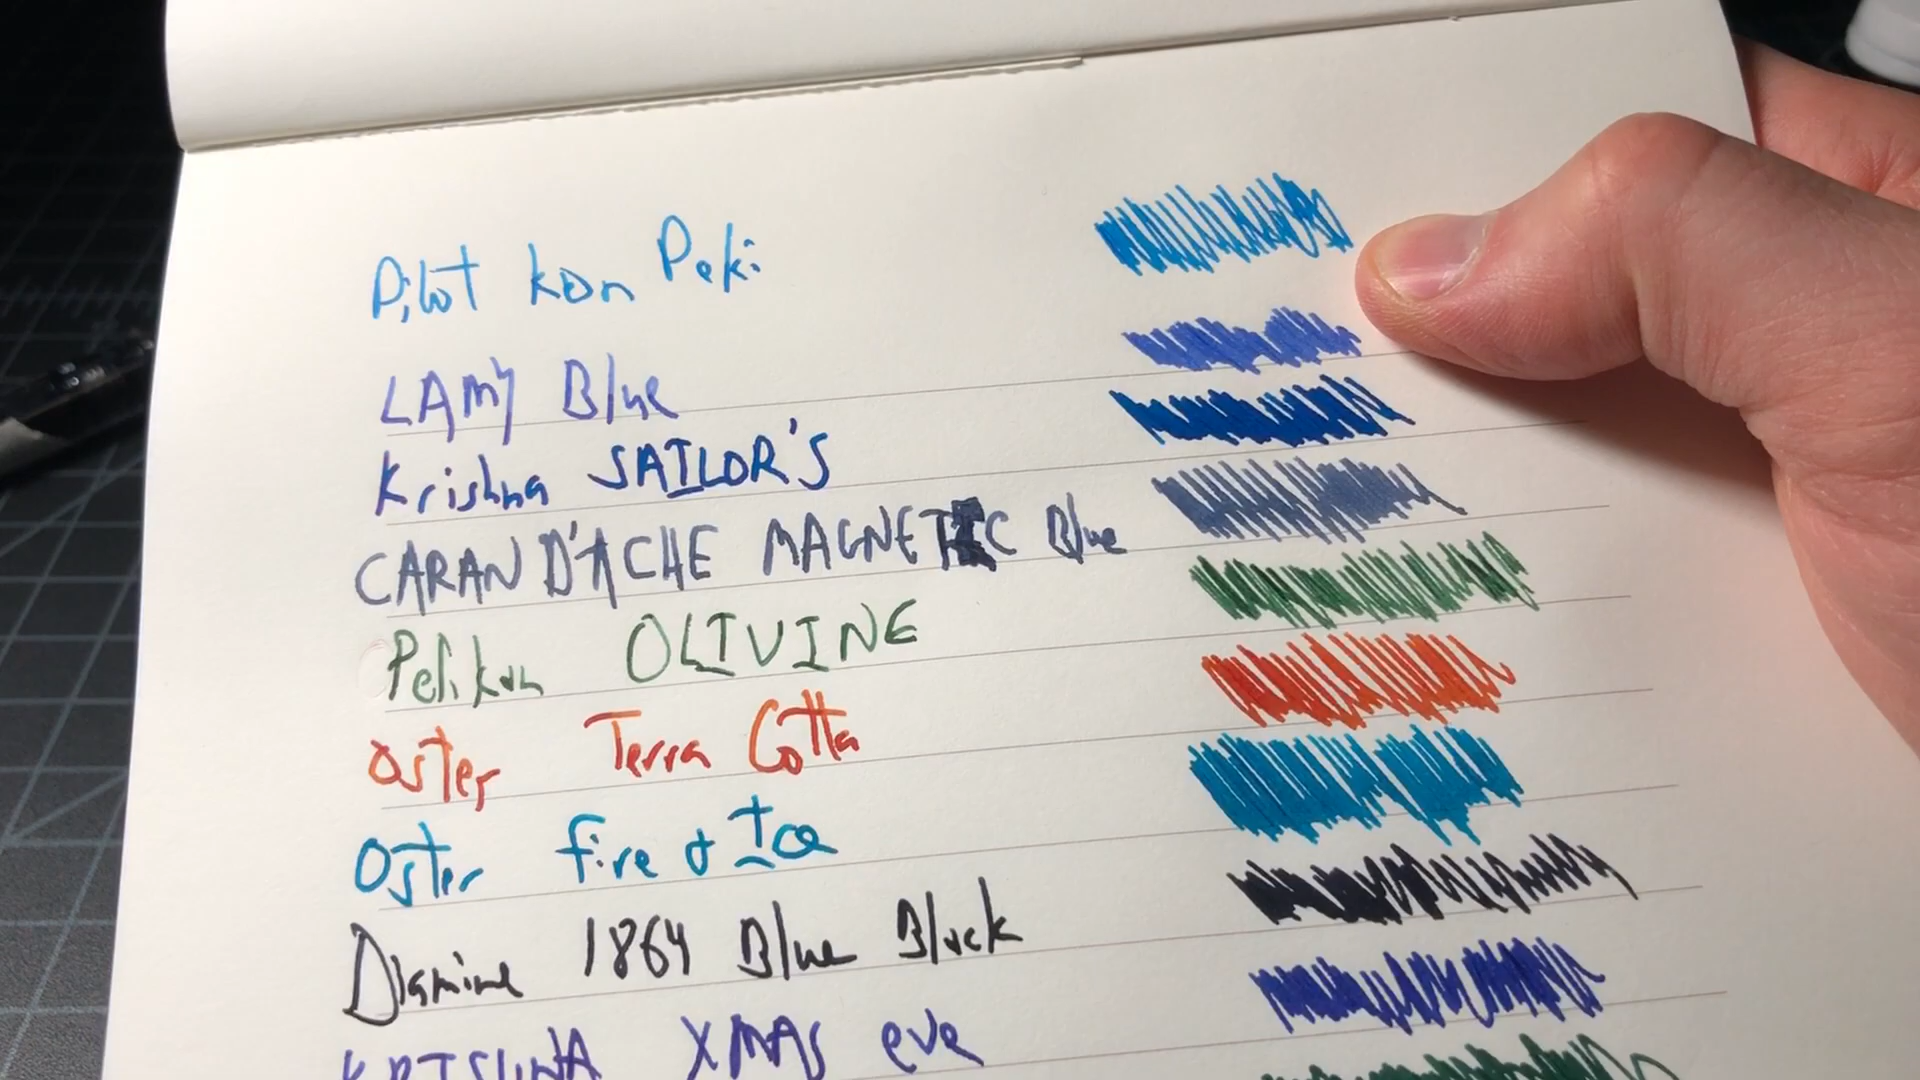 Pilot kon Peki
LAMY Blue
Krishna SAILOR'S
CARAN D'ACHE MAGNETIC Blue
Pelikan OLIVINE
Oster Terra Cotta
Oster fire & Ice
Diamine 1864 Blue Black
KRISHNA XMAS eve